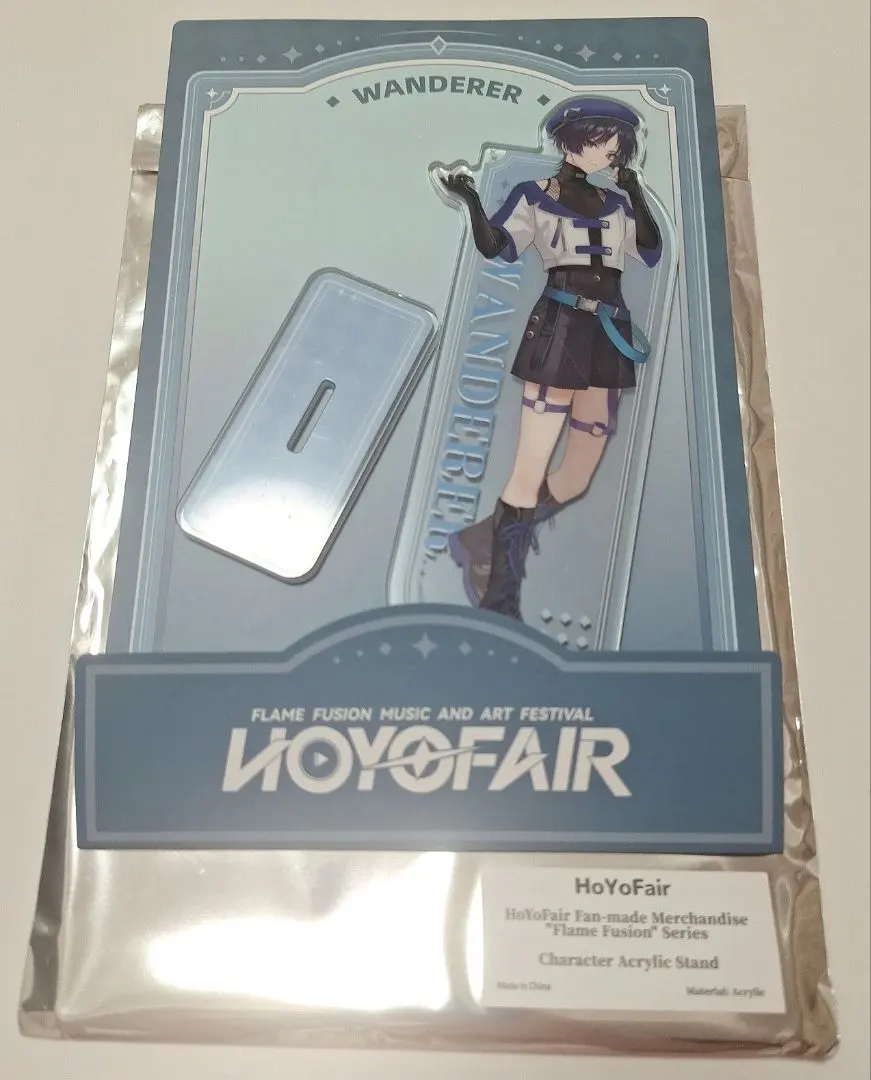 WANDERER
WANDERER
FLAME FUSION MUSIC AND ART FESTIVAL
HOYOFAIR
HoYoFair
HoYoFair Fan-made Merchandise
"Flame Fusion" Series
Character Acrylic Stand
Made in China
Material: Acrylic